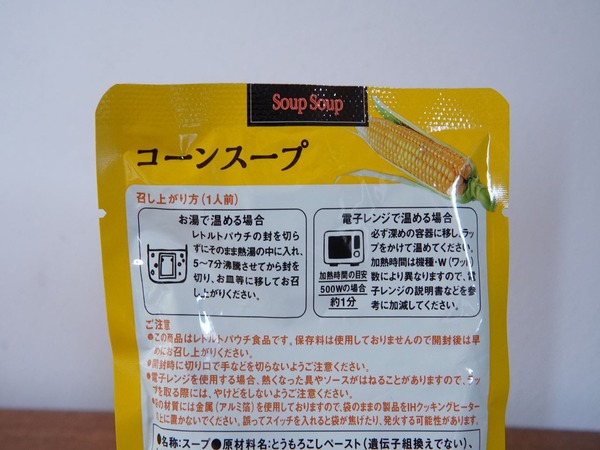 Soup Soup
コーンスープ
召し上がり方(1人前)
お湯で温める場合
レトルトパウチの封を切ら
ずにそのまま熱湯の中に入れ、
5〜7分沸騰させてから封を
切り、お皿等に移してお召
し上がりください。
電子レンジで温める場合
必ず深めの容器に移し、ラッ
プをかけて温めてください。
加熱時間は機種・W(ワット)
数により異なりますので、電
子レンジの説明書などを参
考に加減してください。
加熱時間の目安
500Wの場合
約1分
ご注意
●この商品はレトルトパウチ食品です。保存料は使用しておりませんので開封後は早
めにお召し上がりください。
●開封時に切り口で手などを切らないようご注意ください。
●電子レンジを使用する場合、熱くなった具やソースがはねることがありますので、ラッ
プを取る際には、やけどをしないようご注意ください。
の材質には金属(アルミ箔)を使用しておりますので、袋のままの製品をIHクッキングヒーター
上に置かないでください。誤ってスイッチを入れると袋が焦げたり、発火する可能性があります。
●名称:スープ●原材料名:とうもろこしペースト(遺伝子組換えでない)、